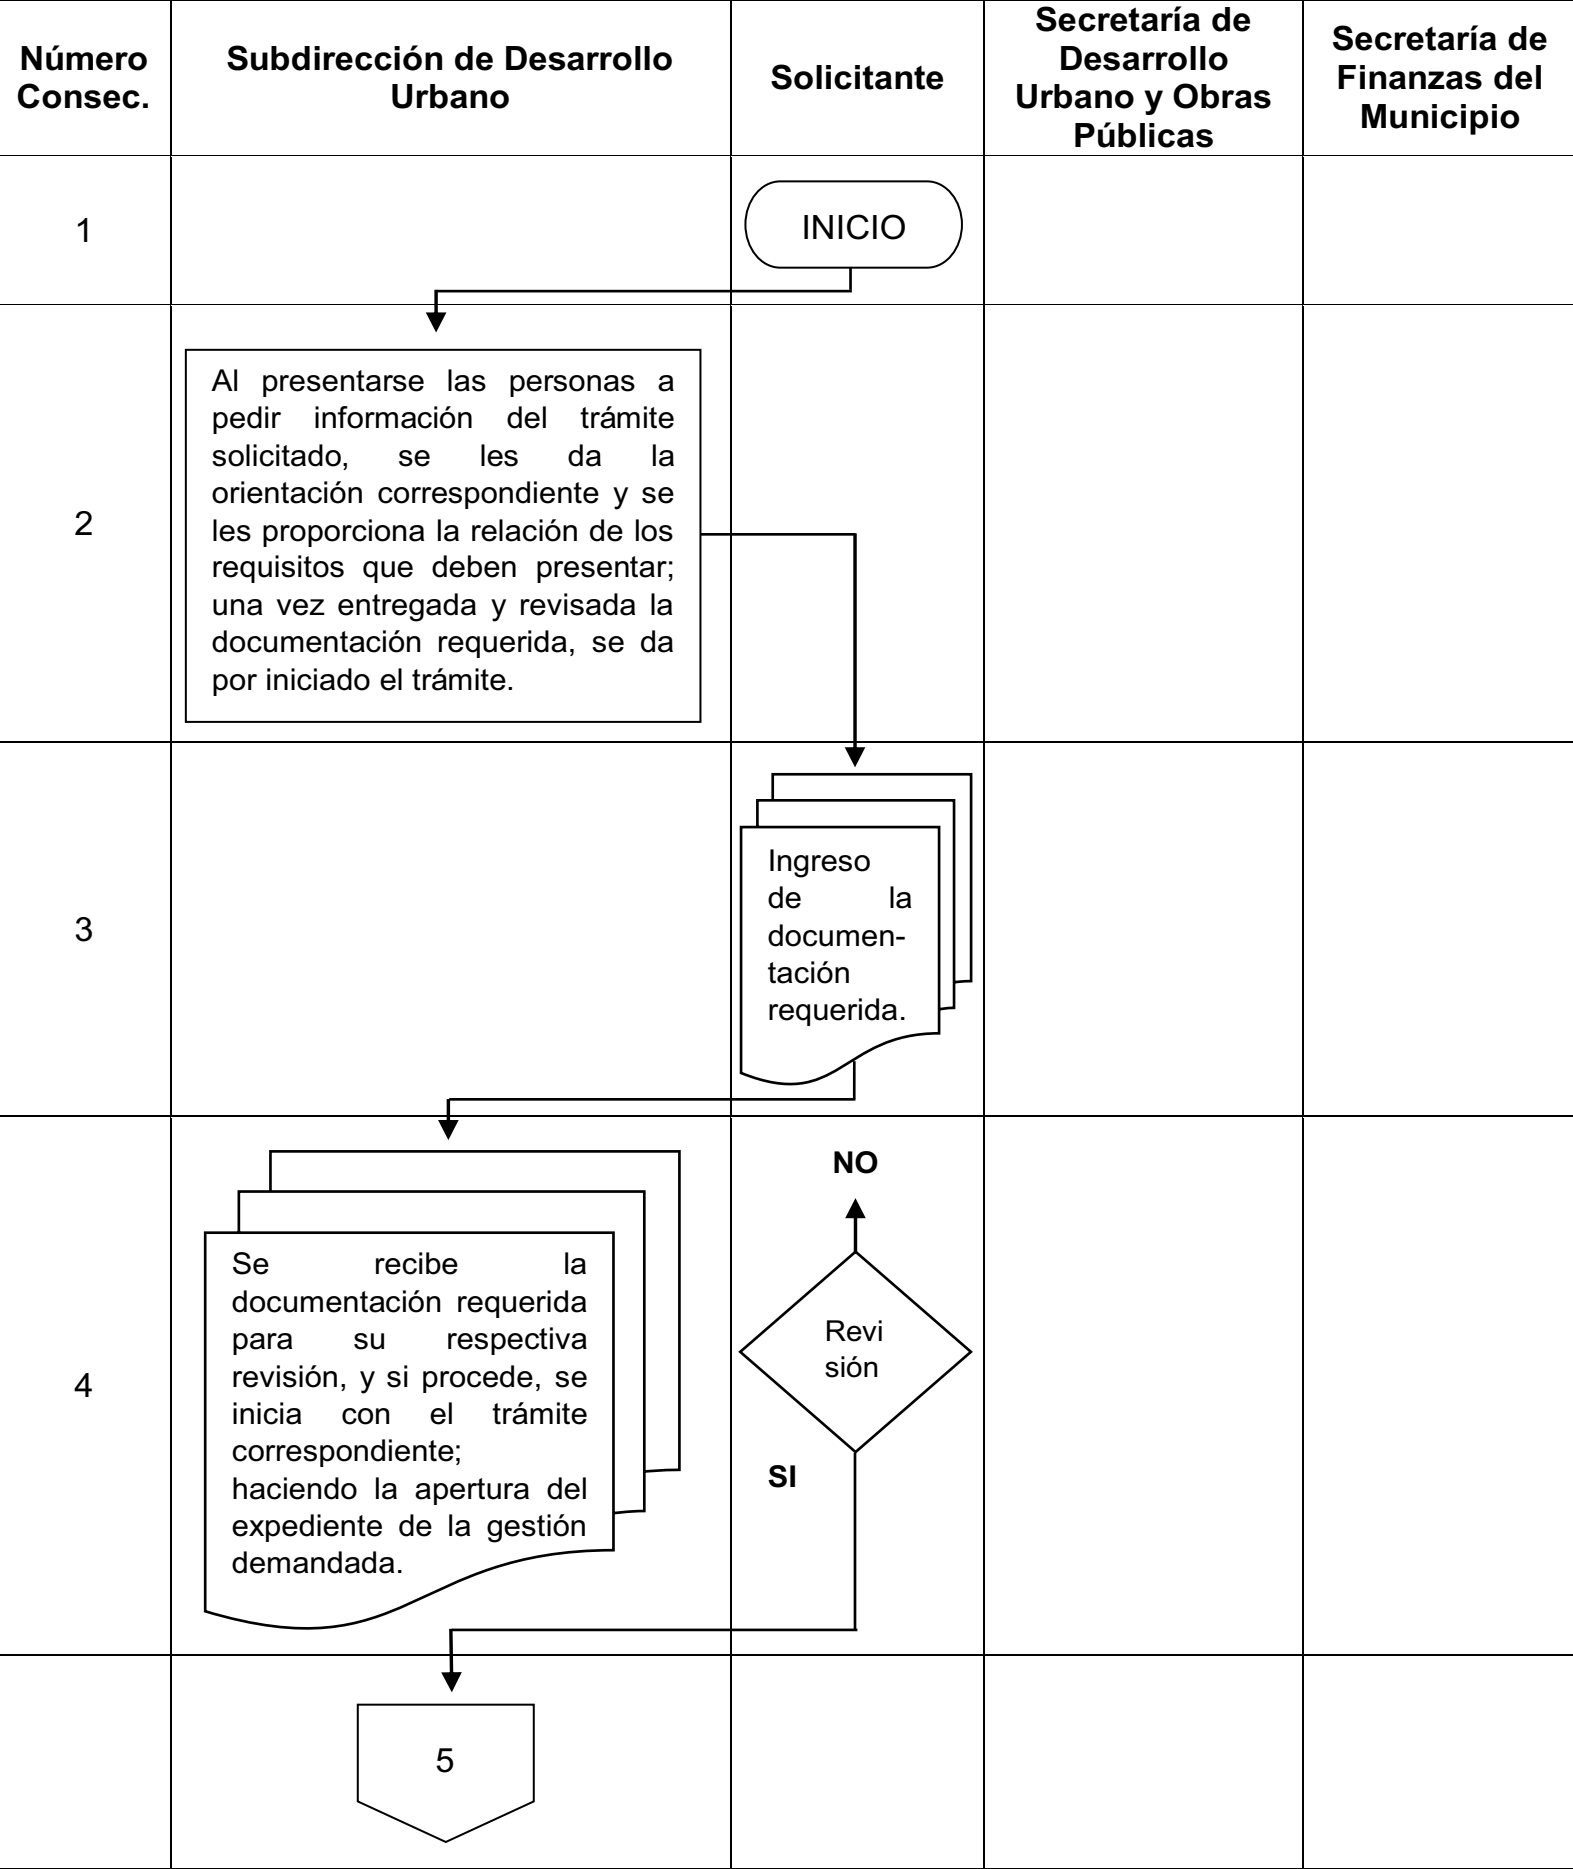 Número
Consec.
Subdirección de Desarrollo
Urbano
Solicitante
Secretaría de
Desarrollo
Urbano y Obras
Públicas
Secretaría de
Finanzas del
Municipio
1
INICIO
2
Al presentarse las personas a
pedir información del trámite
solicitado, se les da la
orientación correspondiente y se
les proporciona la relación de los
requisitos que deben presentar;
una vez entregada y revisada la
documentación requerida, se da
por iniciado el trámite.
3
Ingreso
de la
documen-
tación
requerida.
4
Se recibe la
documentación requerida
para su respectiva
revisión, y si procede, se
inicia con el trámite
correspondiente;
haciendo la apertura del
expediente de la gestión
demandada.
NO
Revi
sión
SI
5